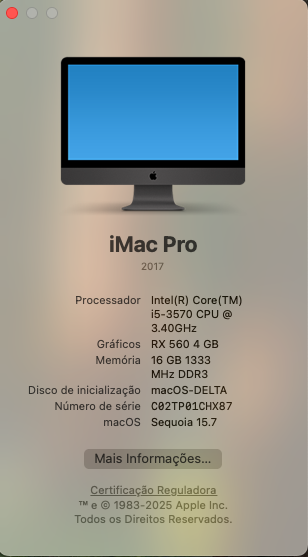 iMac Pro
2017
Processador Intel(R) Core(TM)
i5-3570 CPU @
3.40GHz
Gráficos RX 560 4 GB
Memória 16 GB 1333
MHz DDR3
Disco de inicialização macOS-DELTA
Número de série C02TP01CHX87
macOS Sequoia 15.7
Mais Informações...
Certificação Reguladora
™ e © 1983-2025 Apple Inc.
Todos os Direitos Reservados.